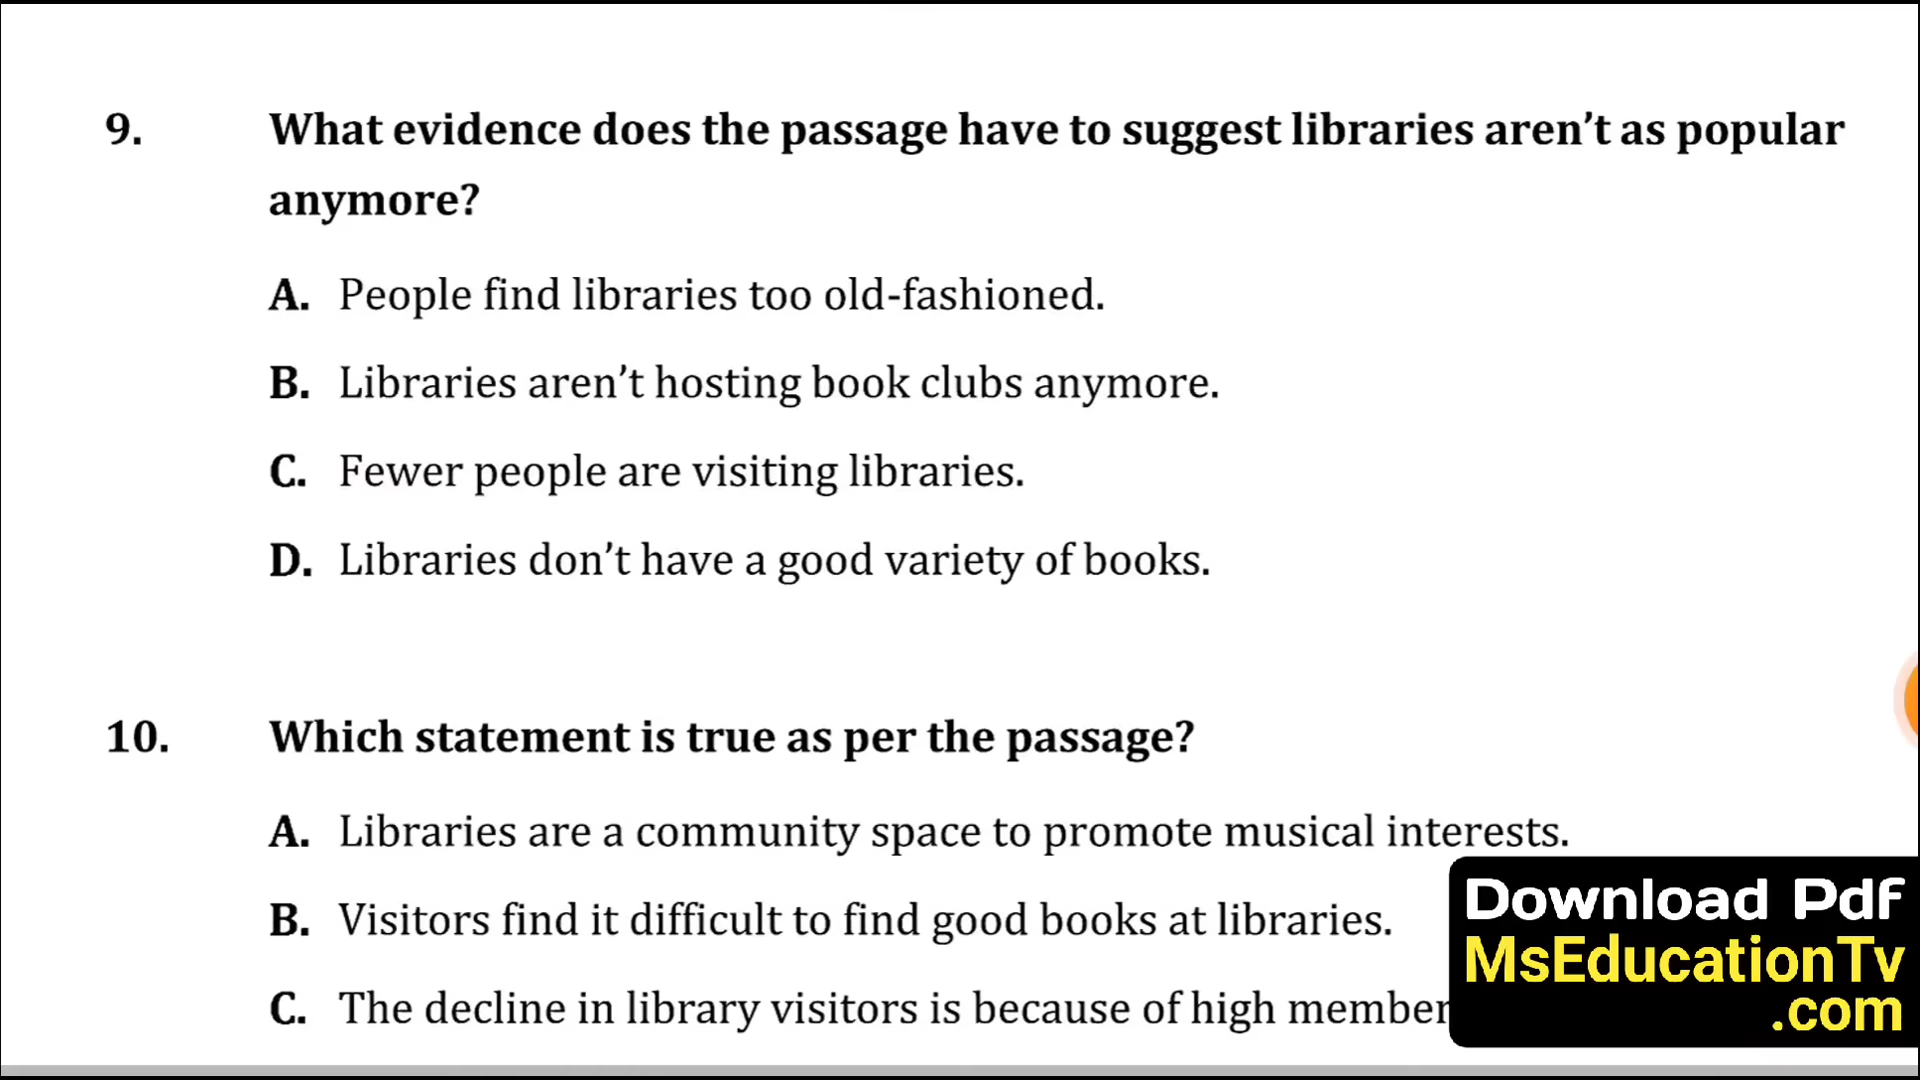 9. What evidence does the passage have to suggest libraries aren’t as popular
anymore?
A. People find libraries too old-fashioned.
B. Libraries aren’t hosting book clubs anymore.
C. Fewer people are visiting libraries.
D. Libraries don’t have a good variety of books.
10. Which statement is true as per the passage?
A. Libraries are a community space to promote musical interests.
B. Visitors find it difficult to find good books at libraries.
C. The decline in library visitors is because of high member
Download Pdf
MsEducationTv
.com